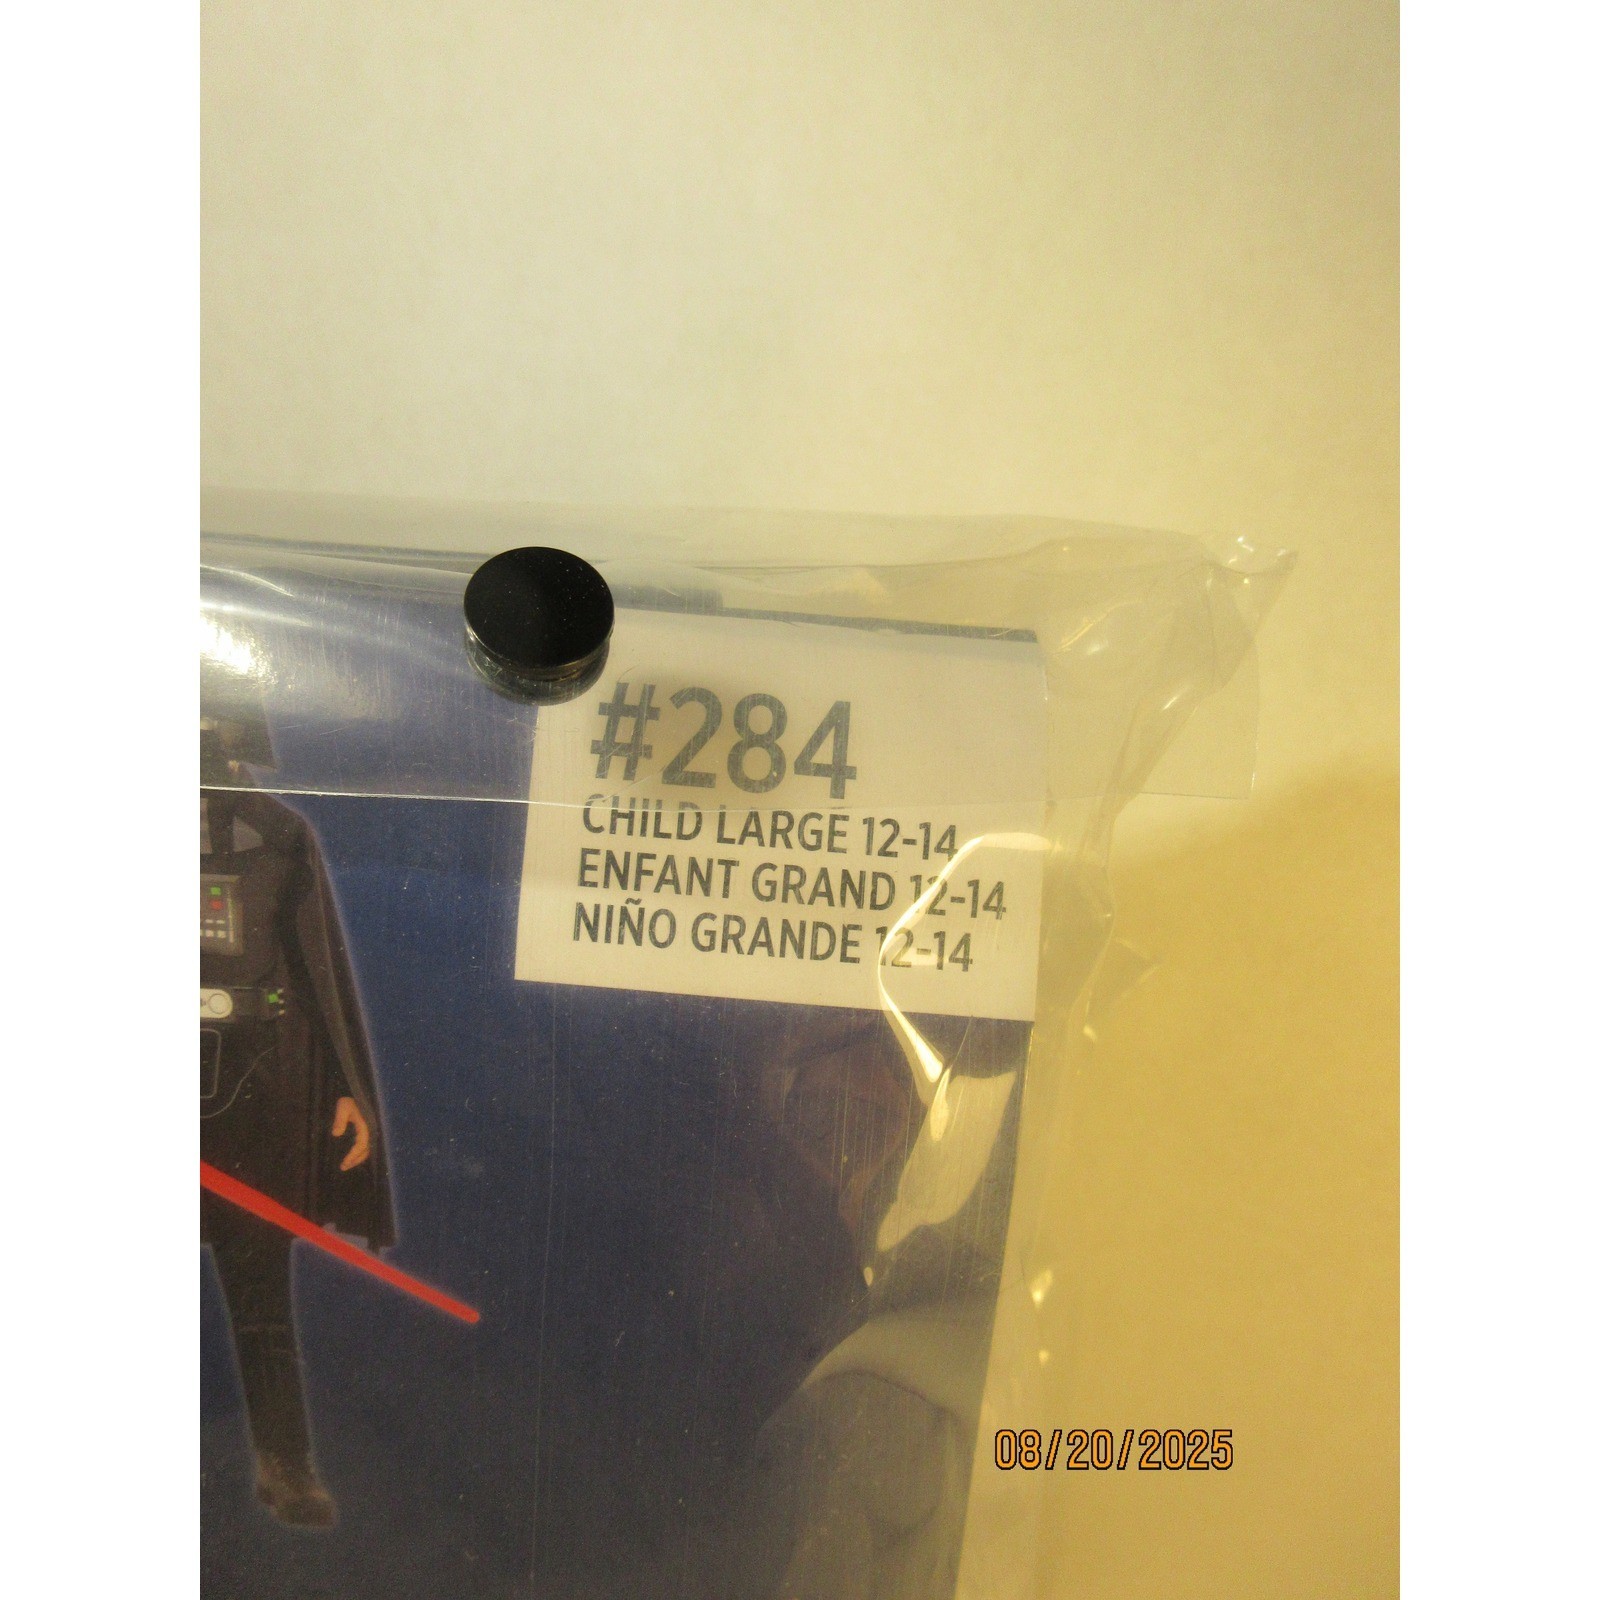 #284
CHILD LARGE 12-14
ENFANT GRAND 12-14
NIÑO GRANDE 12-14
08/20/2025